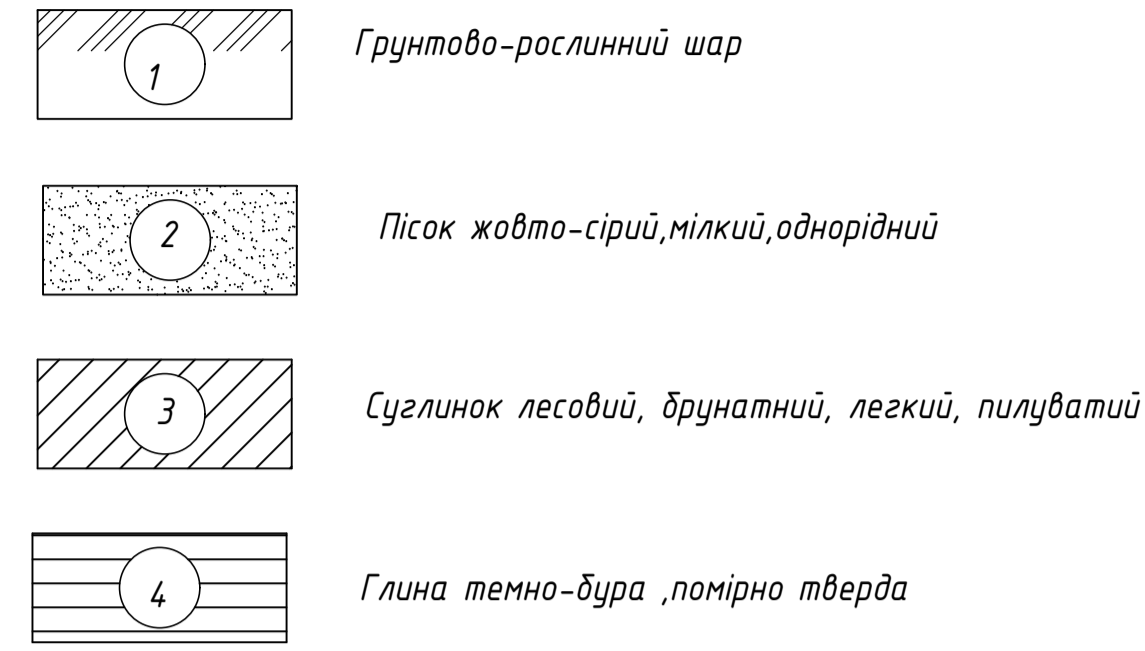 1
Грунтово-рослинний шар
2
Пісок жовто-сірий,мілкий,однорідний
3
Суглинок лесовий, брунатний, легкий, пилуватий
4
Глина темно-бура ,помірно тверда